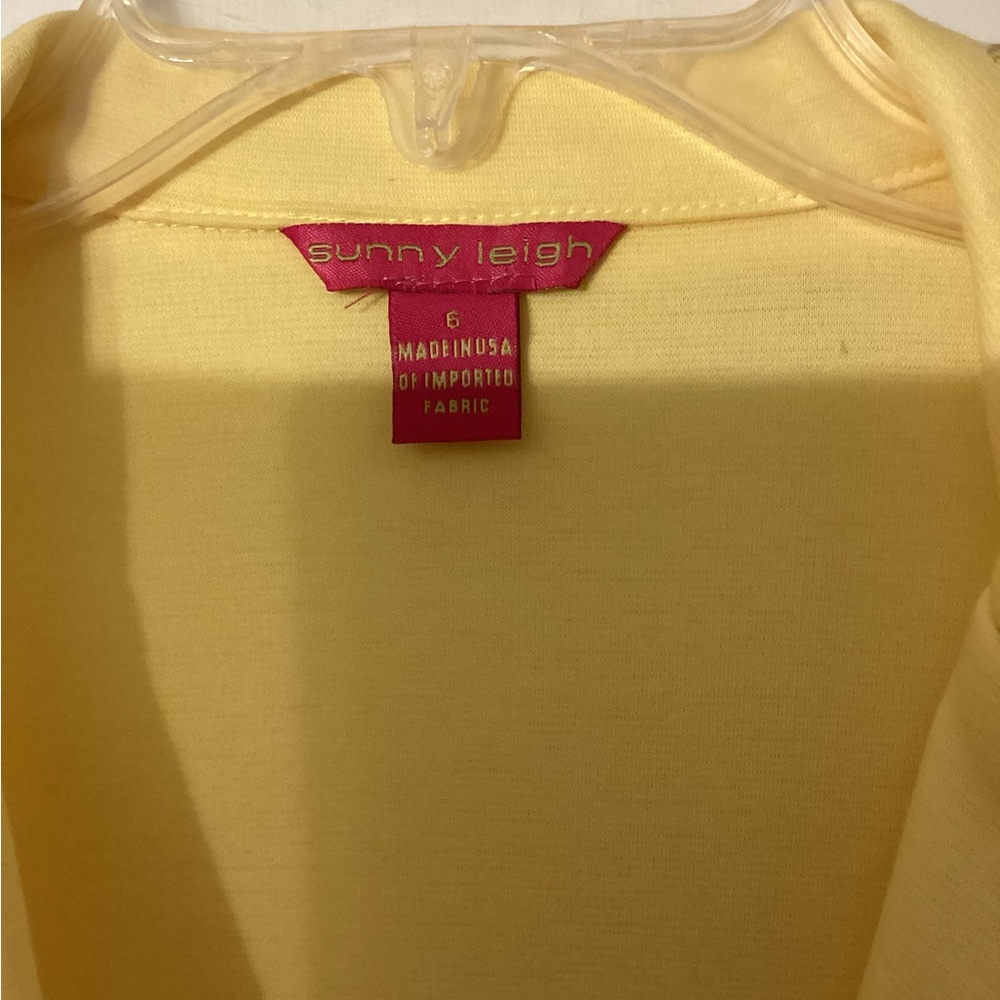 sunny leigh
6
MADE IN USA
OF IMPORTED
FABRIC